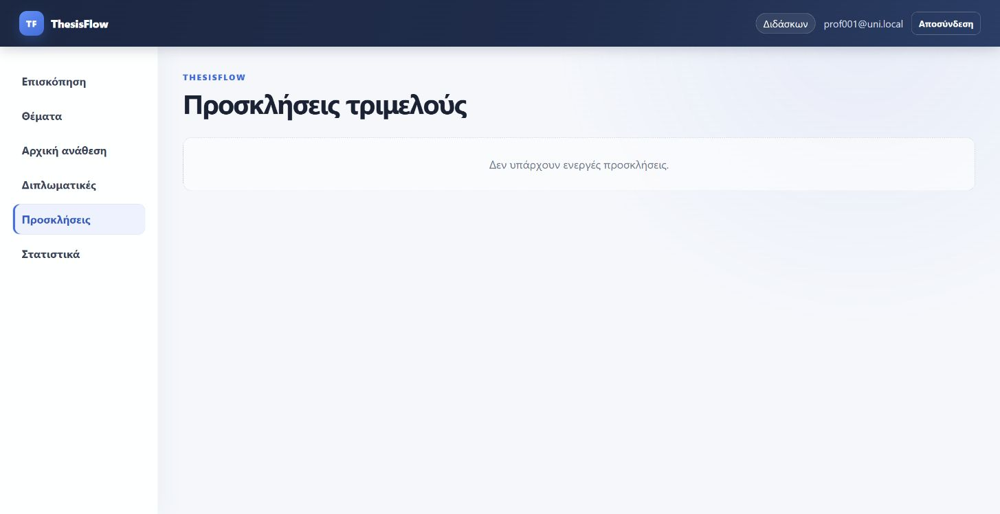 TF ThesisFlow
Διδάσκων prof001@uni.local Αποσύνδεση
Επισκόπηση
Θέματα
Αρχική ανάθεση
Διπλωματικές
Προσκλήσεις
Στατιστικά
THESISFLOW
Προσκλήσεις τριμελούς
Δεν υπάρχουν ενεργές προσκλήσεις.